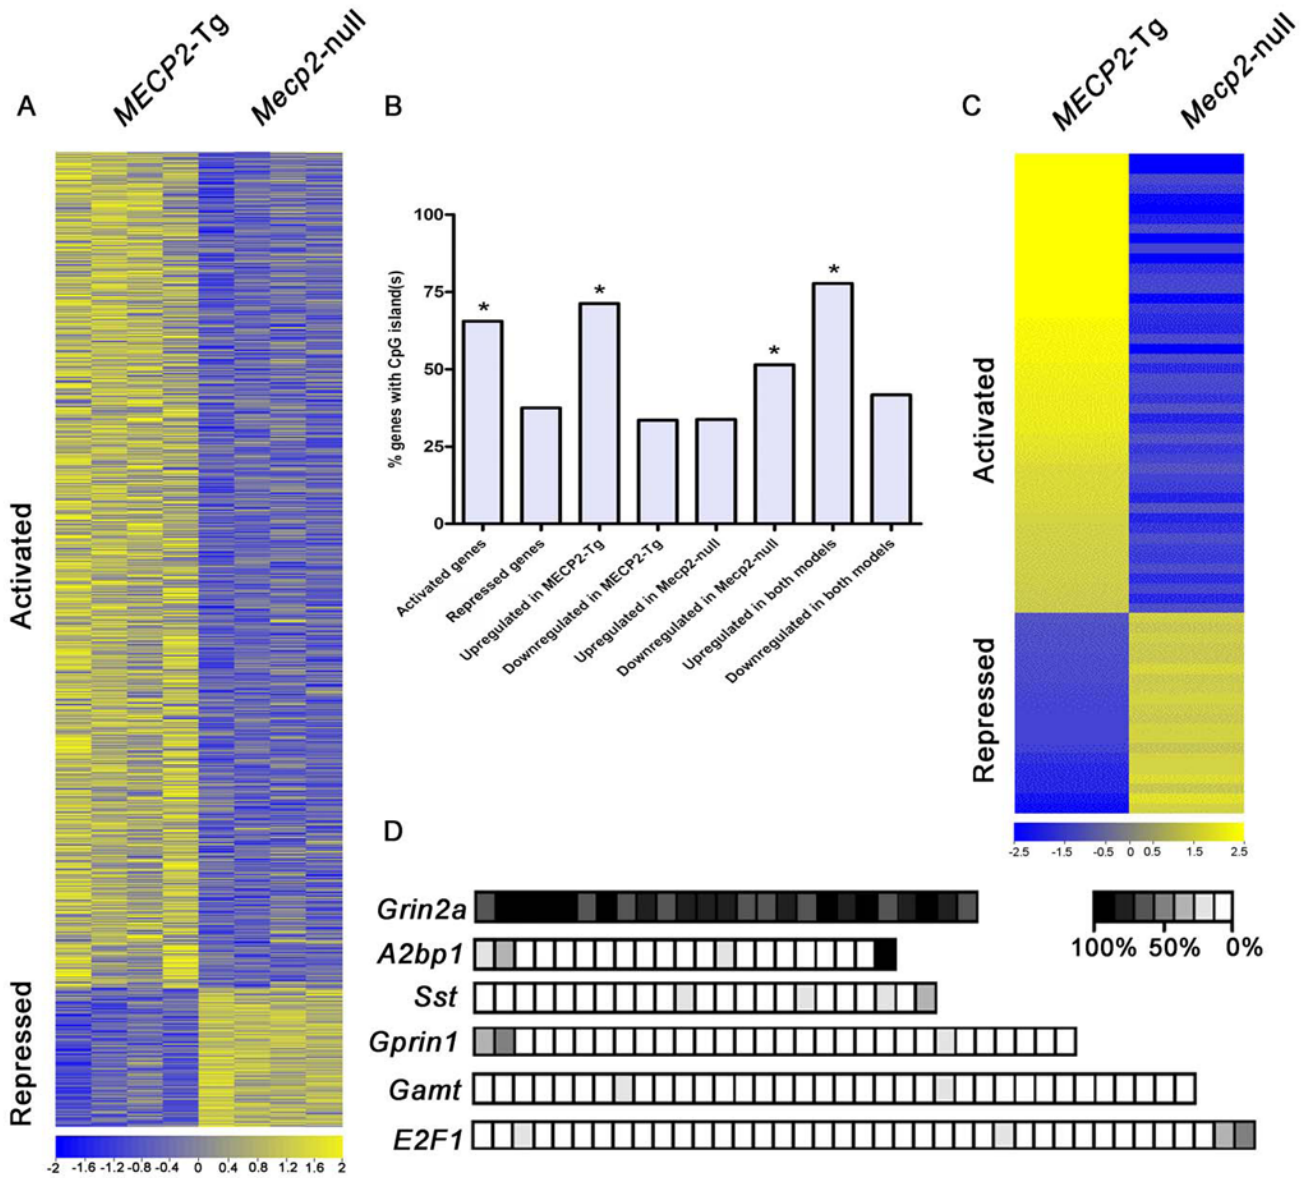 A
MECP2-Tg
Mecp2-null
Activated
Repressed
-2 -1.6 -1.2 -0.8 -0.4 0 0.4 0.8 1.2 1.6 2
B
% genes with CpG island(s)
100
75
50
25
0
*
*
*
*
Activated genes
Repressed genes
Upregulated in MECP2-Tg
Downregulated in MECP2-Tg
Upregulated in Mecp2-null
Downregulated in Mecp2-null
Upregulated in both models
Downregulated in both models
C
MECP2-Tg
Mecp2-null
Activated
Repressed
-2.5 -1.5 -0.5 0 0.5 1.5 2.5
D
Grin2a
A2bp1
Sst
Gprin1
Gamt
E2F1
100% 50% 0%